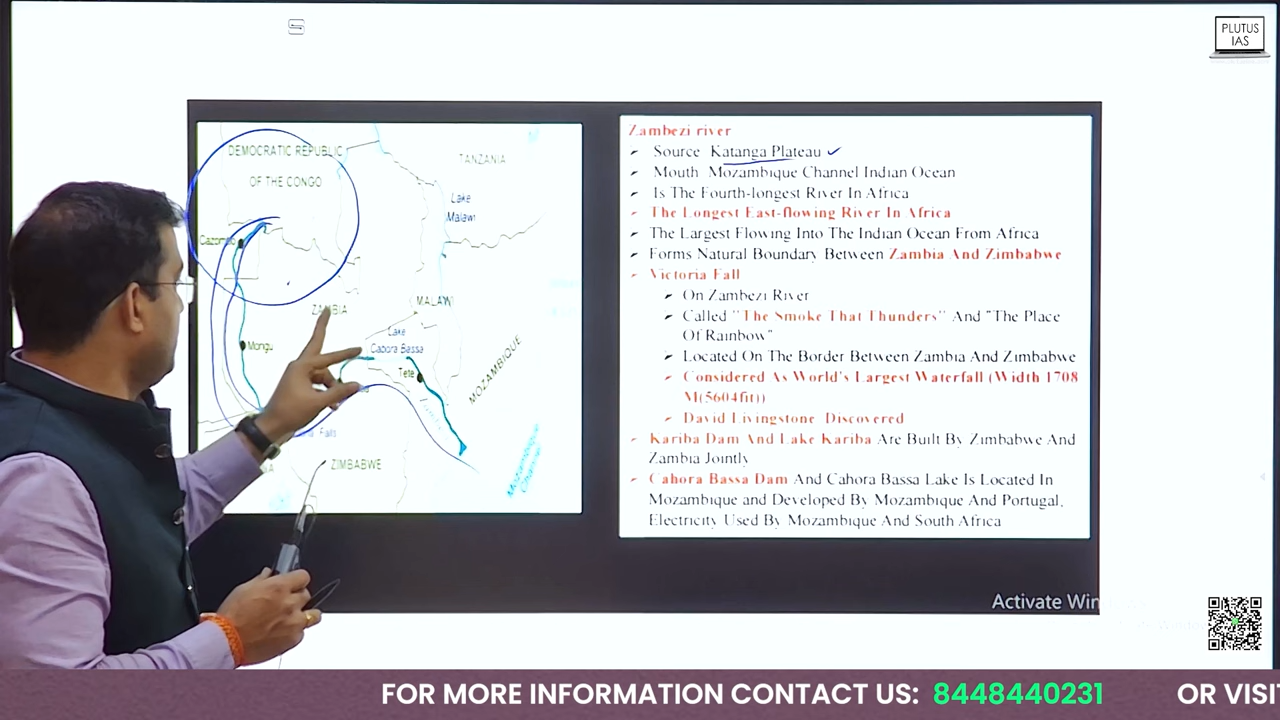 PLUTUS
IAS
DEMOCRATIC REPUBLIC
OF THE CONGO
TANZANIA
Lake
Malawi
Cazombo
ZAMBIA
MALAWI
Lake
Cabora Bassa
Mongu
Tete
MOZAMBIQUE
Falls
ZIMBABWE
Mozambique
Channel
Zambezi river
Source Katanga Plateau
Mouth Mozambique Channel Indian Ocean
Is The Fourth-longest River In Africa
The Longest East-flowing River In Africa
The Largest Flowing Into The Indian Ocean From Africa
Forms Natural Boundary Between Zambia And Zimbabwe
Victoria Fall
On Zambezi River
Called "The Smoke That Thunders" And "The Place
Of Rainbow"
Located On The Border Between Zambia And Zimbabwe
Considered As World's Largest Waterfall (Width 1708
M(5604fit))
David Livingstone Discovered
Kariba Dam And Lake Kariba Are Built By Zimbabwe And
Zambia Jointly
Cahora Bassa Dam And Cahora Bassa Lake Is Located In
Mozambique and Developed By Mozambique And Portugal,
Electricity Used By Mozambique And South Africa
Activate Win
FOR MORE INFORMATION CONTACT US: 8448440231 OR VISI